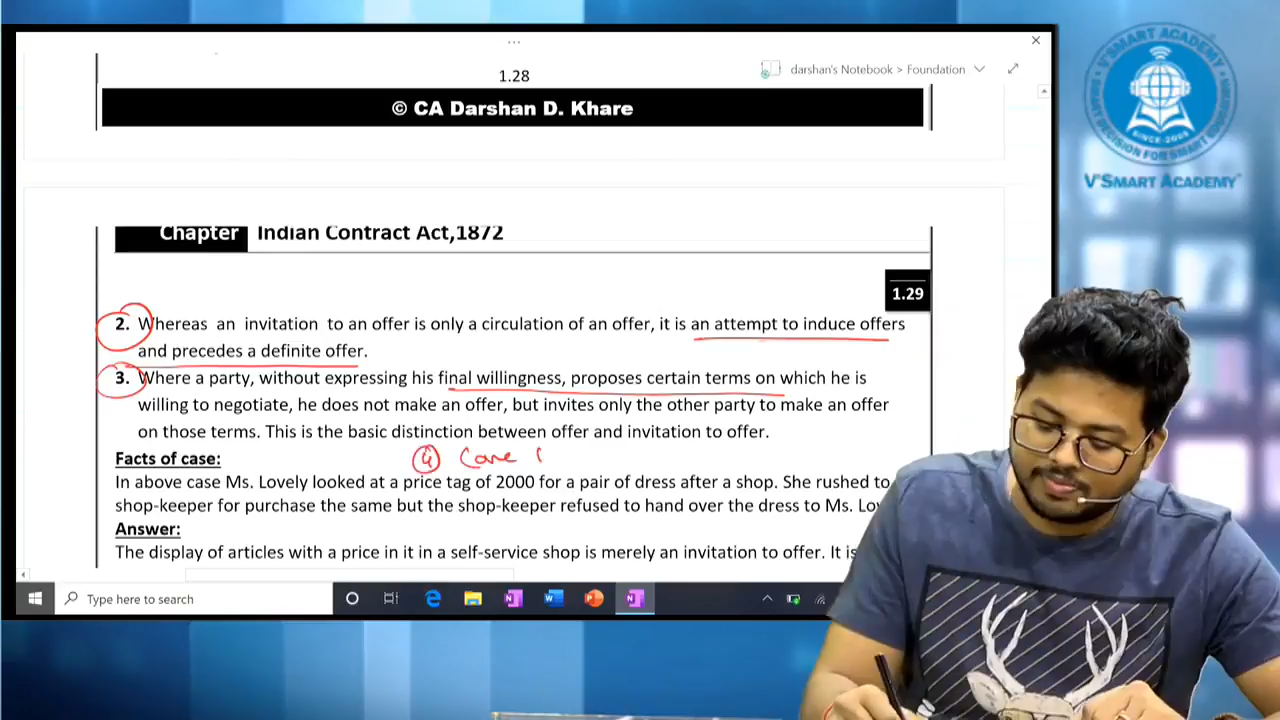 1.28
darshan's Notebook > Foundation
© CA Darshan D. Khare
V'SMART ACADEMY
SMART DECISION FOR SMART
SINCE-20
V'SMART ACADEMY
Chapter Indian Contract Act,1872
1.29
2. Whereas an invitation to an offer is only a circulation of an offer, it is an attempt to induce offers
and precedes a definite offer.
3. Where a party, without expressing his final willingness, proposes certain terms on which he is
willing to negotiate, he does not make an offer, but invites only the other party to make an offer
on those terms. This is the basic distinction between offer and invitation to offer.
Facts of case:
④ Case
In above case Ms. Lovely looked at a price tag of 2000 for a pair of dress after a shop. She rushed to
shop-keeper for purchase the same but the shop-keeper refused to hand over the dress to Ms. Lov
Answer:
The display of articles with a price in it in a self-service shop is merely an invitation to offer. It is
Type here to search